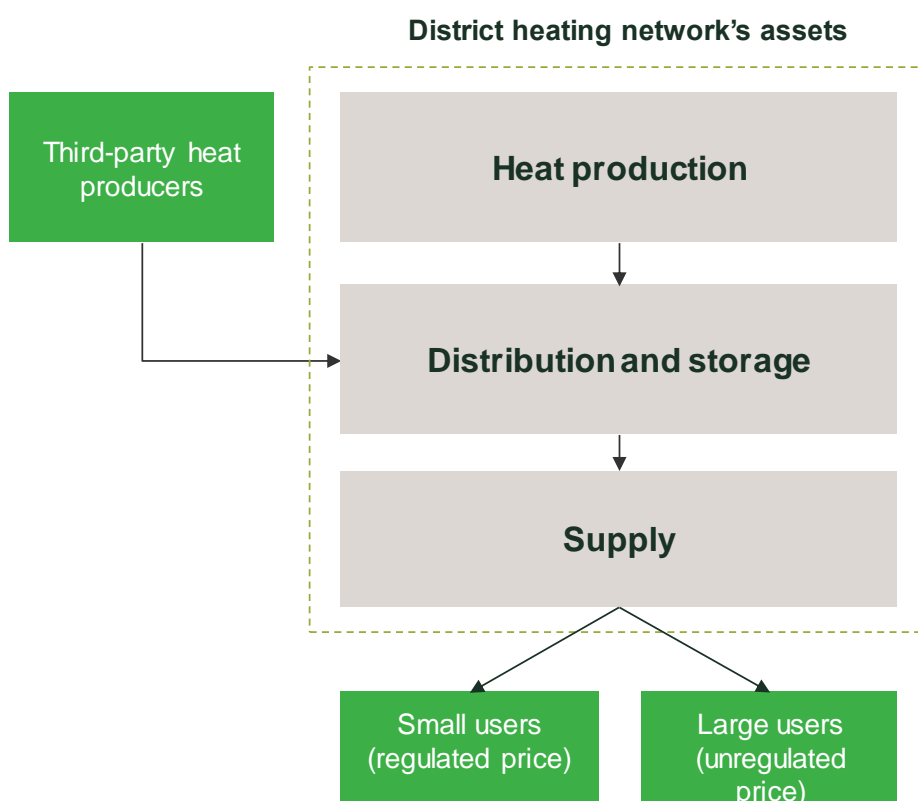 District heating network’s assets
Third-party heat
producers
Heat production
Distribution and storage
Supply
Small users
(regulated price)
Large users
(unregulated
price)